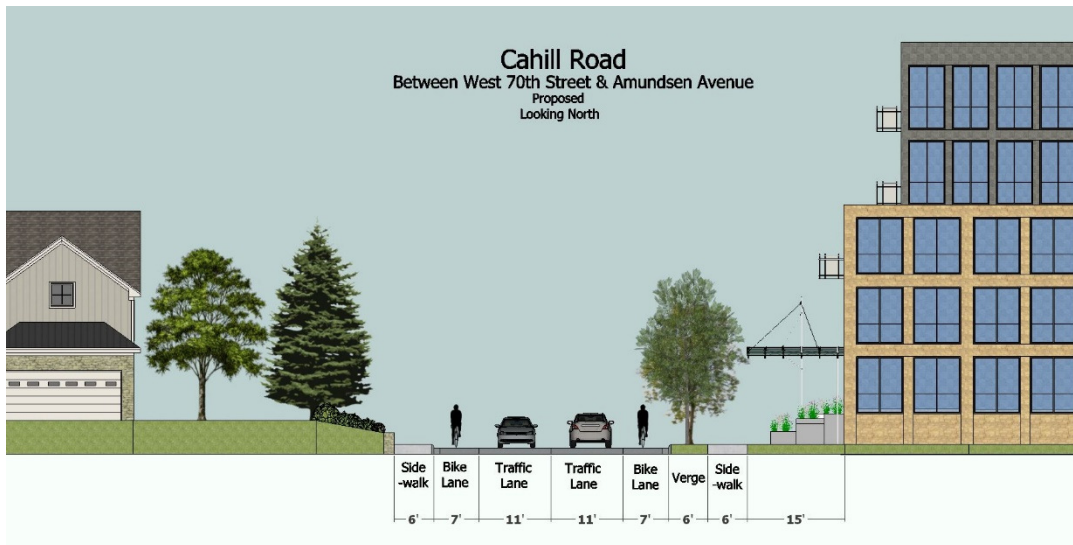 Cahill Road
Between West 70th Street & Amundsen Avenue
Proposed
Looking North
Side
-walk
Bike
Lane
Traffic
Lane
Traffic
Lane
Bike
Lane
Verge
Side
-walk
6'
7'
11'
11'
7'
6'
6'
15'